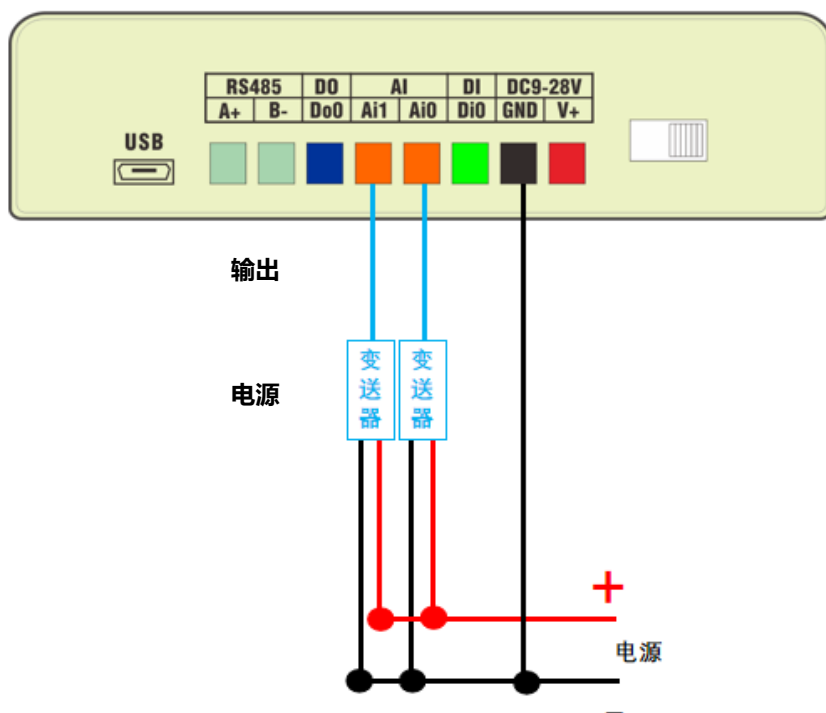 RS485 DO AI DI DC9-28V
A+ B- Do0 Ai1 Ai0 Di0 GND V+
USB
输出
变送器 变送器
电源
+
电源